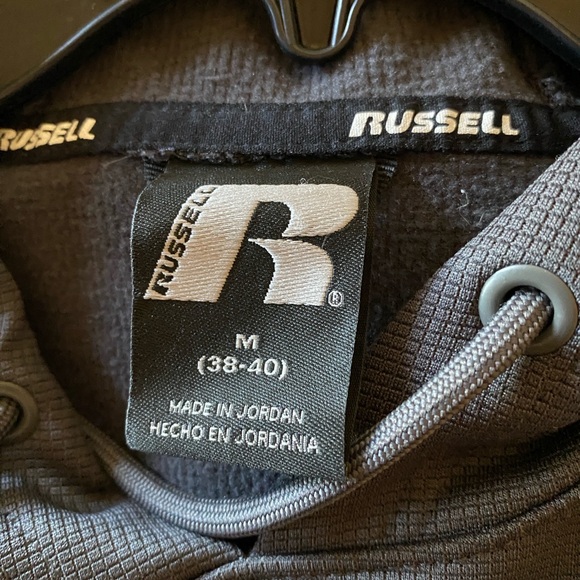 RUSSELL
RUSSELL
RUSSELL
R
®
M
(38-40)
MADE IN JORDAN
HECHO EN JORDANIA